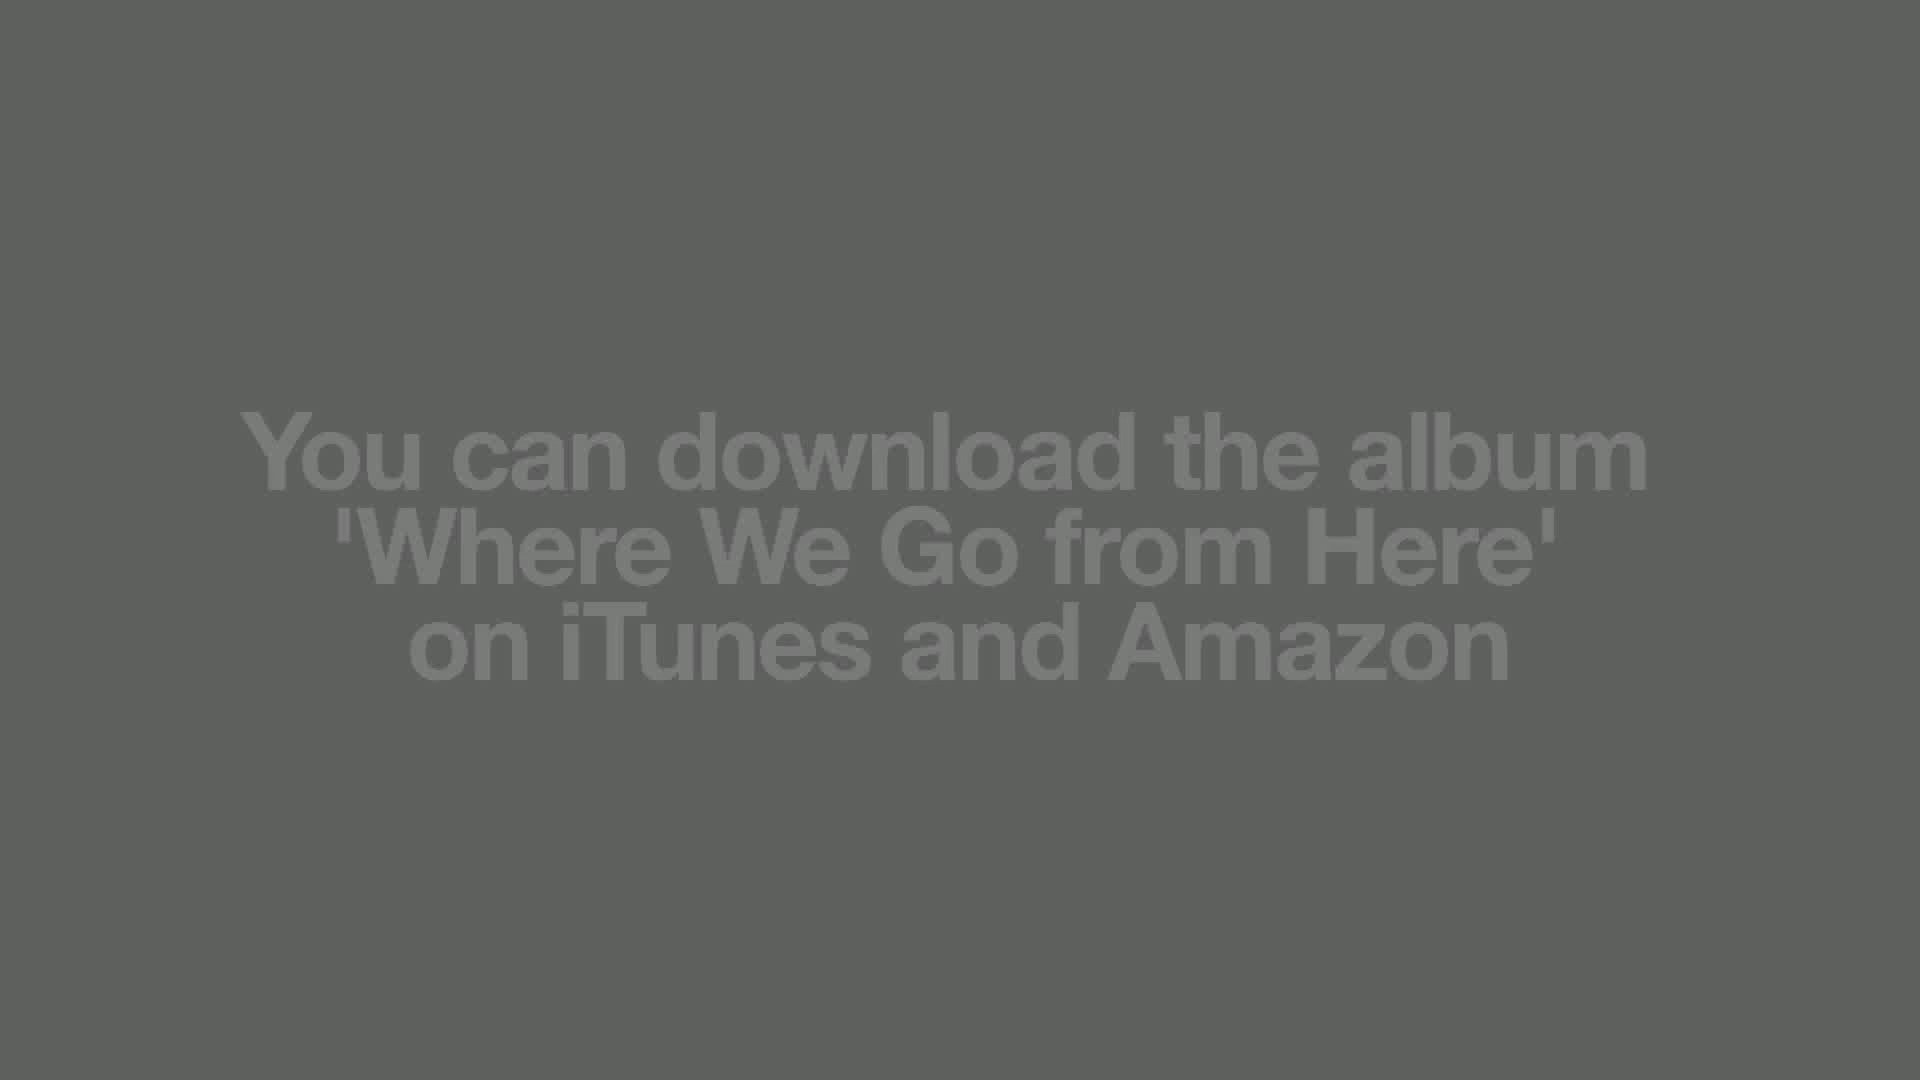 You can download the album
'Where We Go from Here'
on iTunes and Amazon